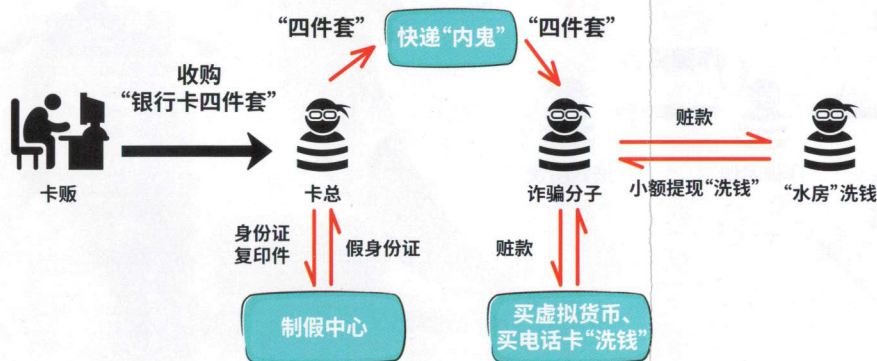 “四件套”
快递“内鬼”
“四件套”
收购
“银行卡四件套”
赃款
小额提现“洗钱”
卡贩
卡总
诈骗分子
“水房”洗钱
身份证
复印件
假身份证
赃款
制假中心
买虚拟货币、
买电话卡“洗钱”